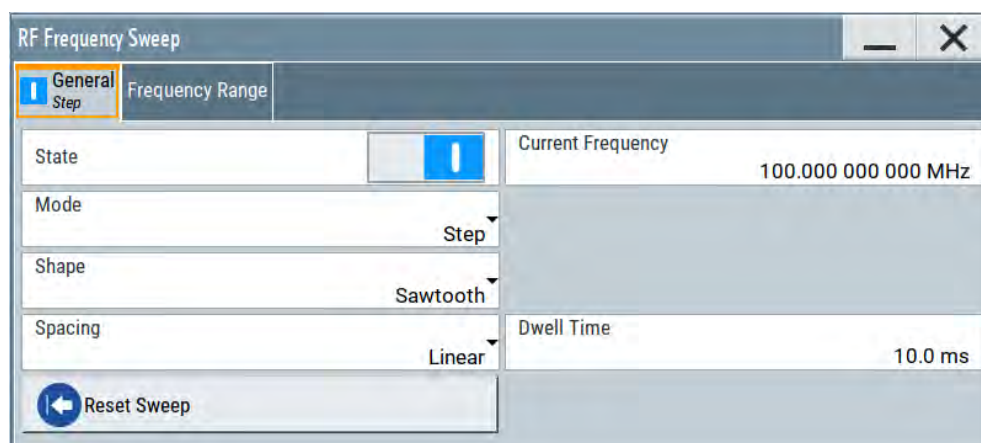 RF Frequency Sweep
General
Step
Frequency Range
State
Current Frequency
100.000 000 000 MHz
Mode
Step
Shape
Sawtooth
Spacing
Linear
Dwell Time
10.0 ms
Reset Sweep